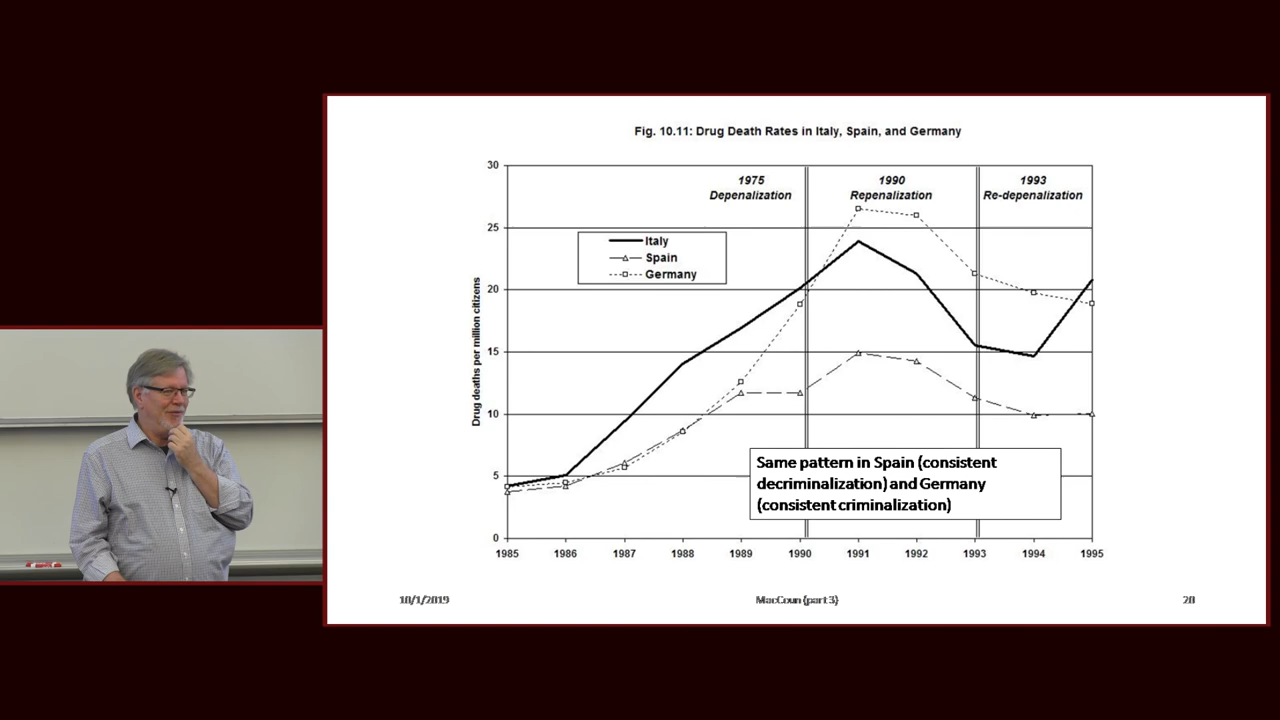 Fig. 10.11: Drug Death Rates in Italy, Spain, and Germany
30
25
20
15
10
5
0
Drug deaths per million citizens
1975
Depenalization
1990
Repenalization
1993
Re-depenalization
Italy
Spain
Germany
Same pattern in Spain (consistent
decriminalization) and Germany
(consistent criminalization)
1985 1986 1987 1988 1989 1990 1991 1992 1993 1994 1995
10/1/2019 MacCoun (part 3) 20